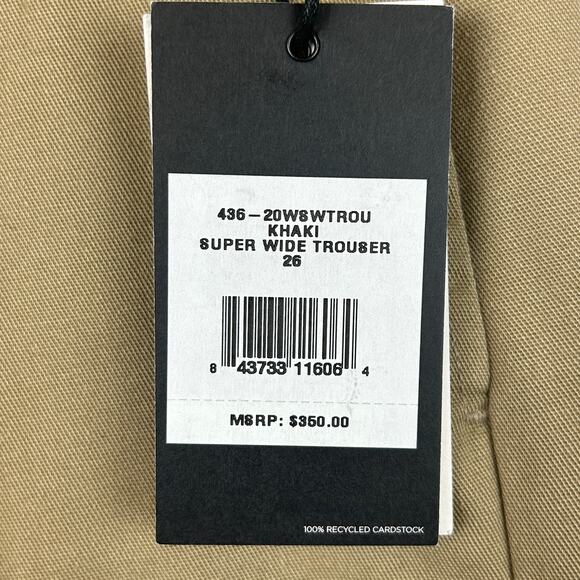 436-20WSWTROU
KHAKI
SUPER WIDE TROUSER
26
8 43733 11606 4
MSRP: $350.00
100% RECYCLED CARDSTOCK